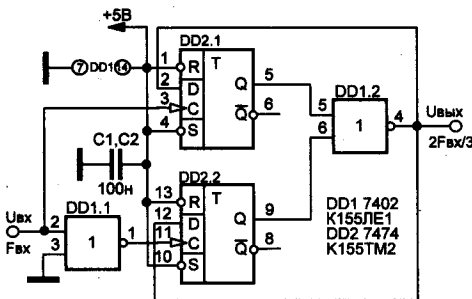 +5В
DD2.1
7 DD1 14
1 R T
2 D
3 C
4 S
Q 5
Q 6
DD1.2
5
6
1
4
Uвых
2Fвх/3
C1,C2
100н
DD2.2
13 R T
12 D
11 C
10 S
Q 9
Q 8
Uвх
Fвх
DD1.1
2
3
1
1
DD1 7402
К155ЛЕ1
DD2 7474
К155ТМ2